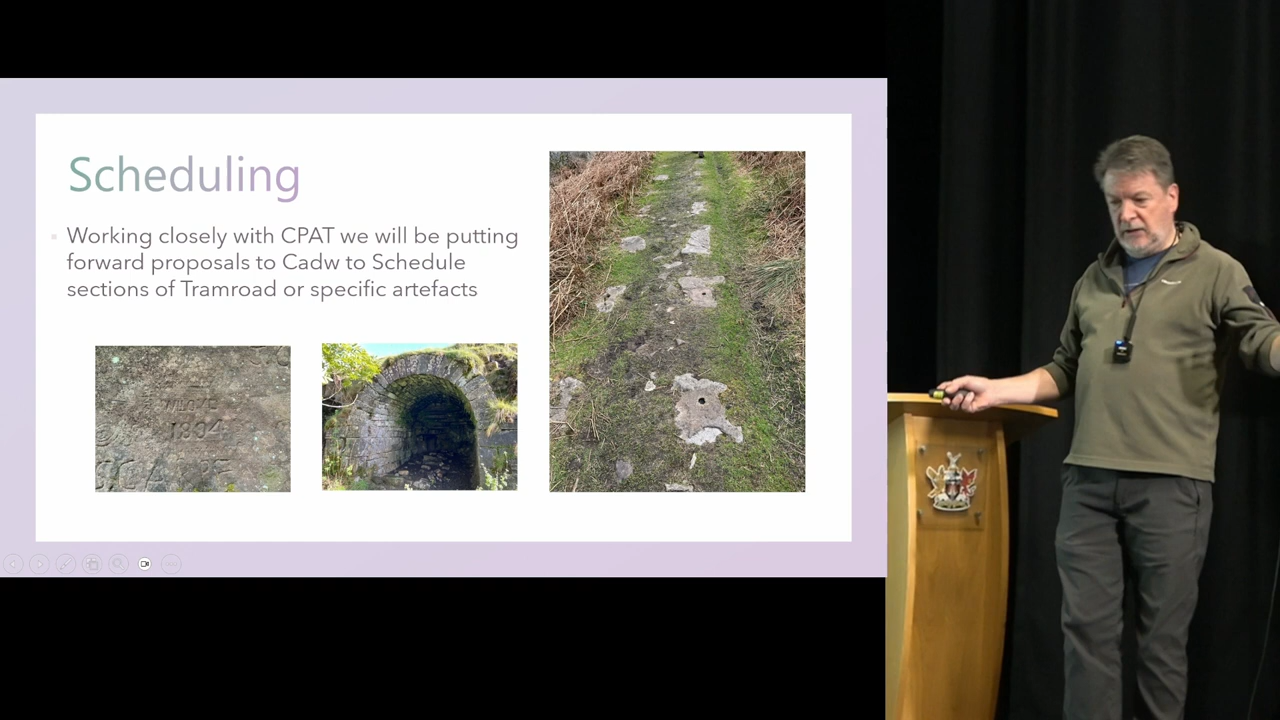 Scheduling
Working closely with CPAT we will be putting
forward proposals to Cadw to Schedule
sections of Tramroad or specific artefacts
1804